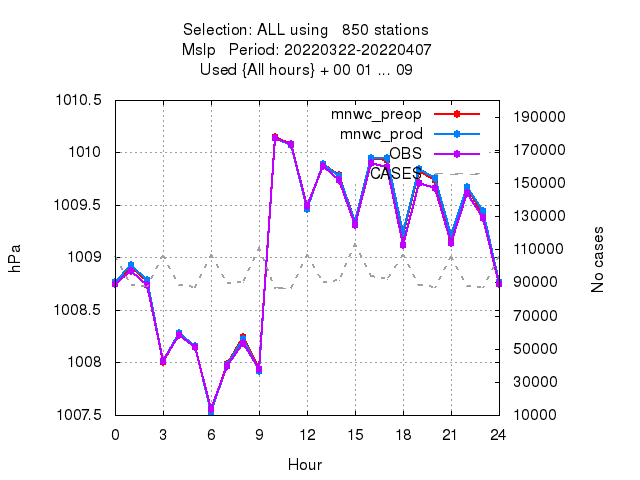 Selection: ALL using   850 stations
Mslp   Period: 20220322-20220407
Used {All hours} + 00 01 ... 09
1010.5
1010
1009.5
1009
1008.5
1008
1007.5
hPa
mnwc_preop
mnwc_prod
OBS
CASES
190000
170000
150000
130000
110000
90000
70000
50000
30000
10000
No cases
0 3 6 9 12 15 18 21 24
Hour